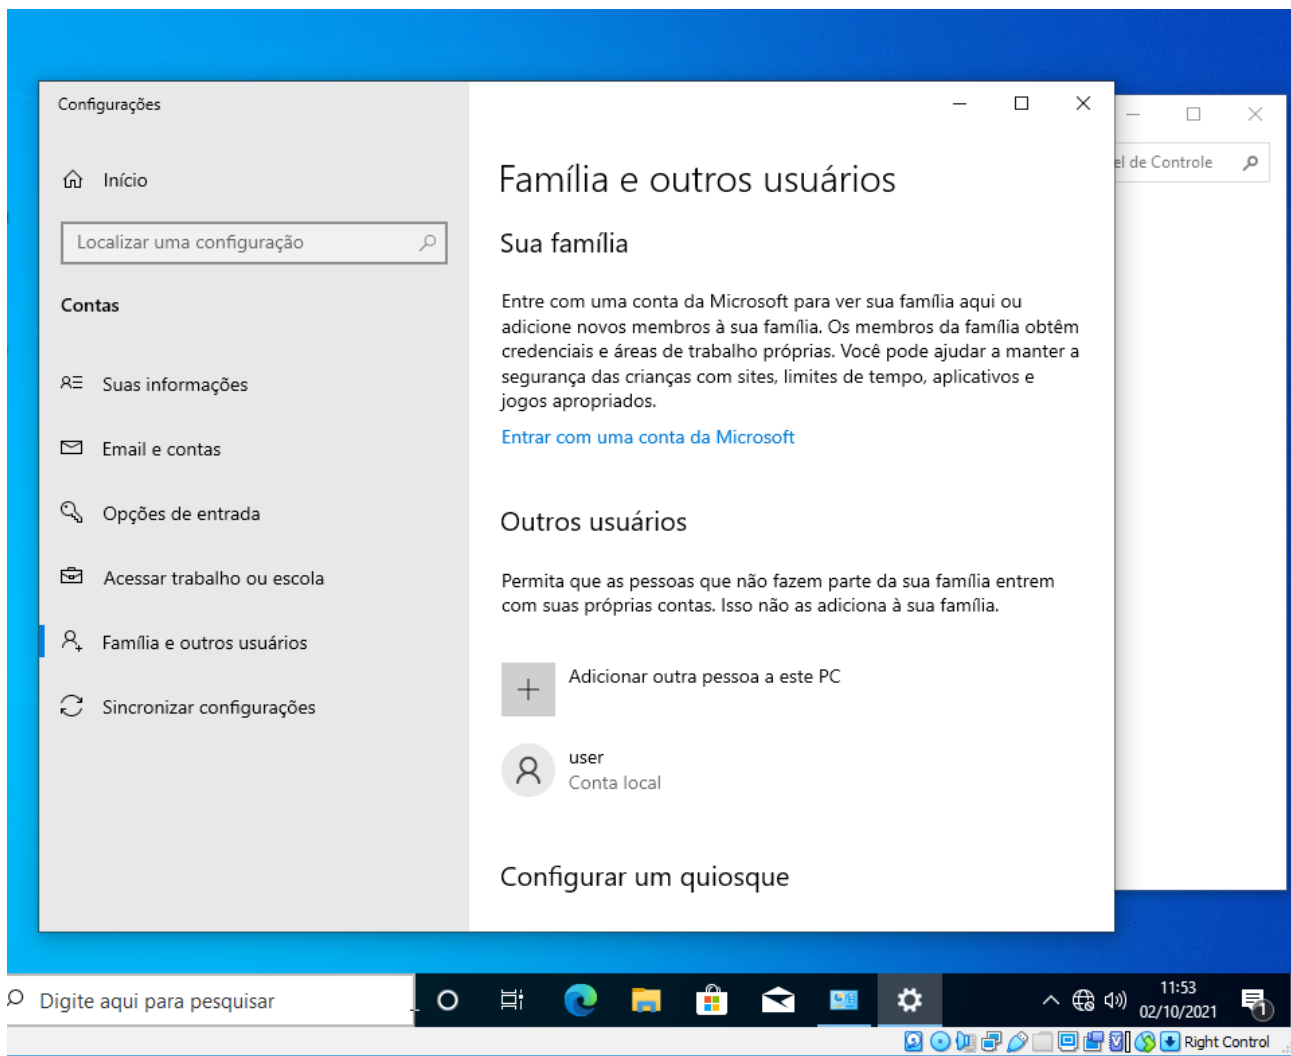 Configurações
el de Controle
Início
Localizar uma configuração
Contas
Suas informações
Email e contas
Opções de entrada
Acessar trabalho ou escola
Família e outros usuários
Sincronizar configurações
Família e outros usuários
Sua família
Entre com uma conta da Microsoft para ver sua família aqui ou
adicione novos membros à sua família. Os membros da família obtêm
credenciais e áreas de trabalho próprias. Você pode ajudar a manter a
segurança das crianças com sites, limites de tempo, aplicativos e
jogos apropriados.
Entrar com uma conta da Microsoft
Outros usuários
Permita que as pessoas que não fazem parte da sua família entrem
com suas próprias contas. Isso não as adiciona à sua família.
Adicionar outra pessoa a este PC
user
Conta local
Configurar um quiosque
Digite aqui para pesquisar
11:53
02/10/2021
1
Right Control